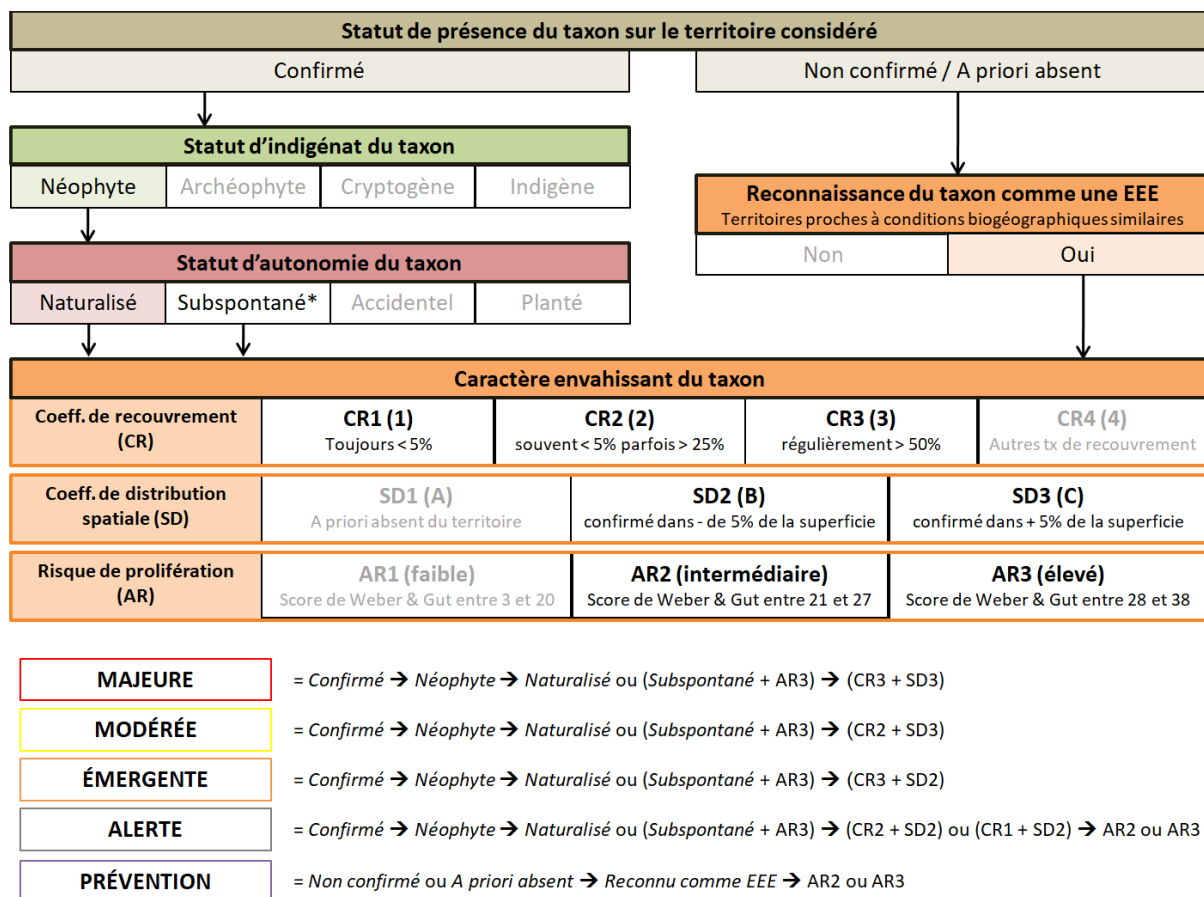 Statut de présence du taxon sur le territoire considéré
Confirmé
Non confirmé / A priori absent
Statut d'indigénat du taxon
Néophyte
Archéophyte
Cryptogène
Indigène
Reconnaissance du taxon comme une EEE
Territoires proches à conditions biogéographiques similaires
Non
Oui
Statut d'autonomie du taxon
Naturalisé
Subspontané*
Accidentel
Planté
Caractère envahissant du taxon
Coeff. de recouvrement
(CR)
CR1 (1)
Toujours < 5%
CR2 (2)
souvent < 5% parfois > 25%
CR3 (3)
régulièrement > 50%
CR4 (4)
Autres tx de recouvrement
Coeff. de distribution
spatiale (SD)
SD1 (A)
A priori absent du territoire
SD2 (B)
confirmé dans - de 5% de la superficie
SD3 (C)
confirmé dans + 5% de la superficie
Risque de prolifération
(AR)
AR1 (faible)
Score de Weber & Gut entre 3 et 20
AR2 (intermédiaire)
Score de Weber & Gut entre 21 et 27
AR3 (élevé)
Score de Weber & Gut entre 28 et 38
MAJEURE
= Confirmé → Néophyte → Naturalisé ou (Subspontané + AR3) → (CR3 + SD3)
MODÉRÉE
= Confirmé → Néophyte → Naturalisé ou (Subspontané + AR3) → (CR2 + SD3)
ÉMERGENTE
= Confirmé → Néophyte → Naturalisé ou (Subspontané + AR3) → (CR3 + SD2)
ALERTE
= Confirmé → Néophyte → Naturalisé ou (Subspontané + AR3) → (CR2 + SD2) ou (CR1 + SD2) → AR2 ou AR3
PRÉVENTION
= Non confirmé ou A priori absent → Reconnu comme EEE → AR2 ou AR3